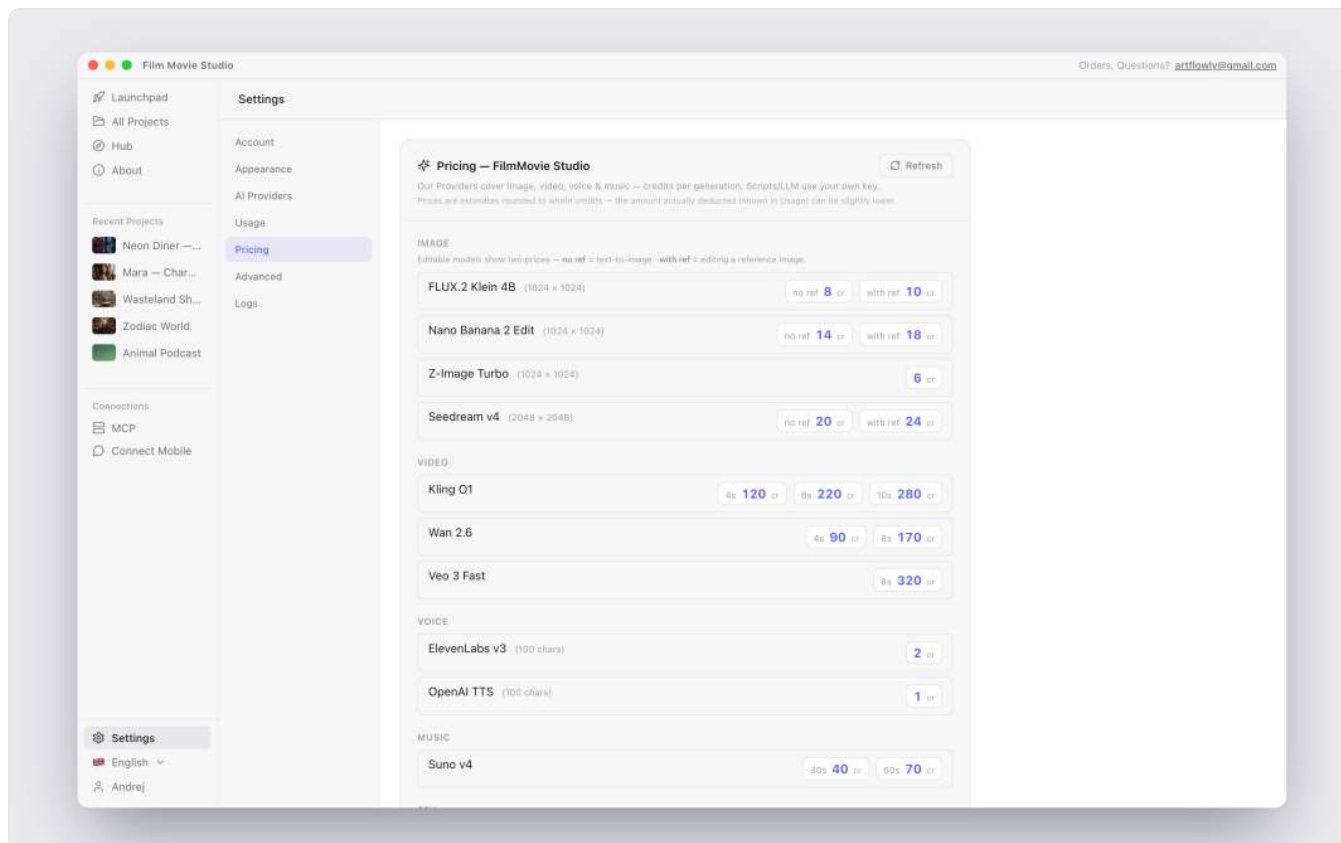 Film Movie Studio
Orders, Questions? artflowly@gmail.com
Launchpad
All Projects
Hub
About
Recent Projects
Neon Diner —...
Mara — Char...
Wasteland Sh...
Zodiac World
Animal Podcast
Connections
MCP
Connect Mobile
Settings
English
Andrej
Settings
Account
Appearance
AI Providers
Usage
Pricing
Advanced
Logs
Pricing — FilmMovie Studio
Refresh
Our Providers cover image, video, voice & music — credits per generation. Scripts/LLM use your own key.
Prices are estimates rounded to whole credits — the amount actually deducted (shown in Usage) can be slightly lower.
IMAGE
Editable models show two prices — no ref = text-to-image · with ref = editing a reference image.
FLUX.2 Klein 4B (1024 × 1024) no ref 8 cr with ref 10 cr
Nano Banana 2 Edit (1024 × 1024) no ref 14 cr with ref 18 cr
Z-Image Turbo (1024 × 1024) 6 cr
Seedream v4 (2048 × 2048) no ref 20 cr with ref 24 cr
VIDEO
Kling O1 4s 120 cr 8s 220 cr 10s 280 cr
Wan 2.6 4s 90 cr 8s 170 cr
Veo 3 Fast 8s 320 cr
VOICE
ElevenLabs v3 (100 chars) 2 cr
OpenAI TTS (100 chars) 1 cr
MUSIC
Suno v4 30s 40 cr 60s 70 cr